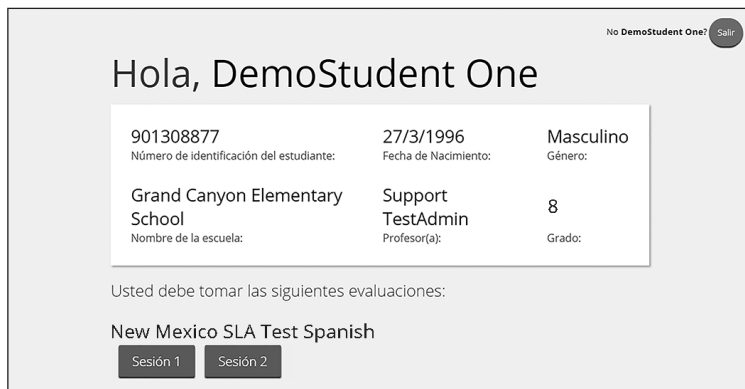 No DemoStudent One?
Salir
Hola, DemoStudent One
901308877
Número de identificación del estudiante:
27/3/1996
Fecha de Nacimiento:
Masculino
Género:
Grand Canyon Elementary
School
Nombre de la escuela:
Support
TestAdmin
Profesor(a):
8
Grado:
Usted debe tomar las siguientes evaluaciones:
New Mexico SLA Test Spanish
Sesión 1
Sesión 2